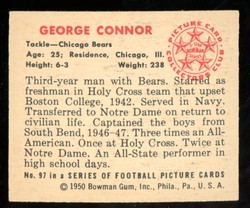 GEORGE CONNOR
Tackle—Chicago Bears
Age: 25; Residence, Chicago, Ill.
Height: 6-3 Weight: 238
PICTURE CARDS
BOWMAN
Third-year man with Bears. Starred as
freshman in Holy Cross team that upset
Boston College, 1942. Served in Navy.
Transferred to Notre Dame on return to
civilian life. Captained the boys from
South Bend, 1946-47. Three times an All-
American. Once at Holy Cross. Twice at
Notre Dame. An All-State performer in
high school days.
No. 97 in a SERIES OF FOOTBALL PICTURE CARDS
© 1950 Bowman Gum, Inc., Phila., Pa., U. S. A.